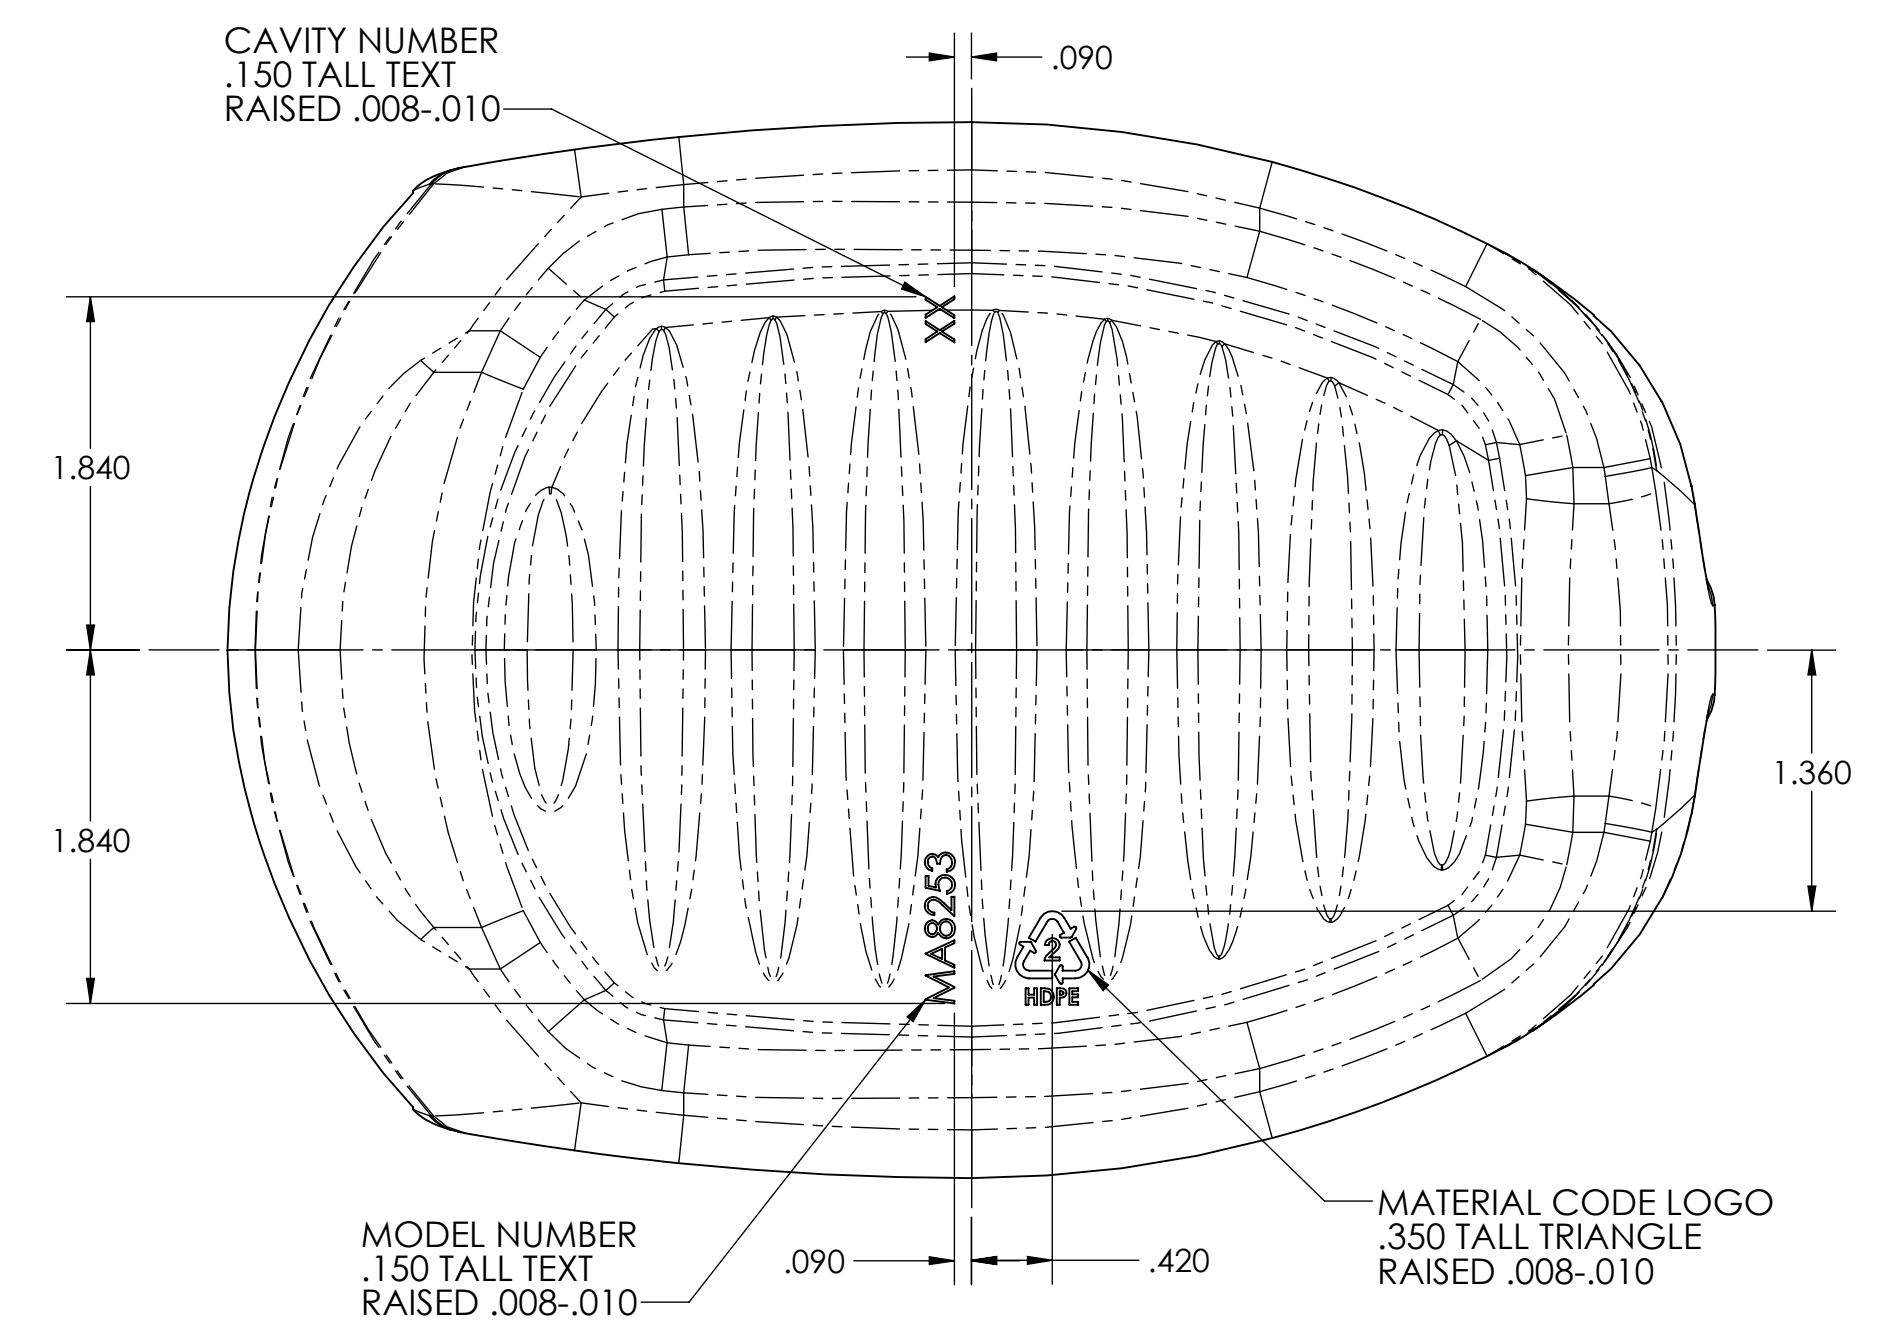 CAVITY NUMBER
.150 TALL TEXT
RAISED .008-.010
.090
XX
1.840
1.840
1.360
MA8253
2
HDPE
MODEL NUMBER
.150 TALL TEXT
RAISED .008-.010
.090
.420
MATERIAL CODE LOGO
.350 TALL TRIANGLE
RAISED .008-.010